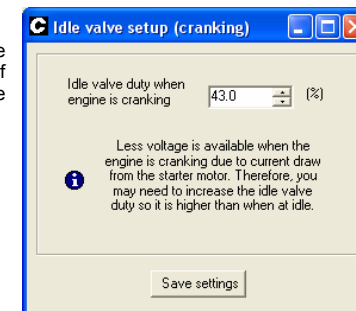 C Idle valve setup (cranking)
e
f
e
Idle valve duty when
engine is cranking
43.0
(%)
Less voltage is available when the
engine is cranking due to current draw
from the starter motor. Therefore, you
may need to increase the idle valve
duty so it is higher than when at idle.
Save settings